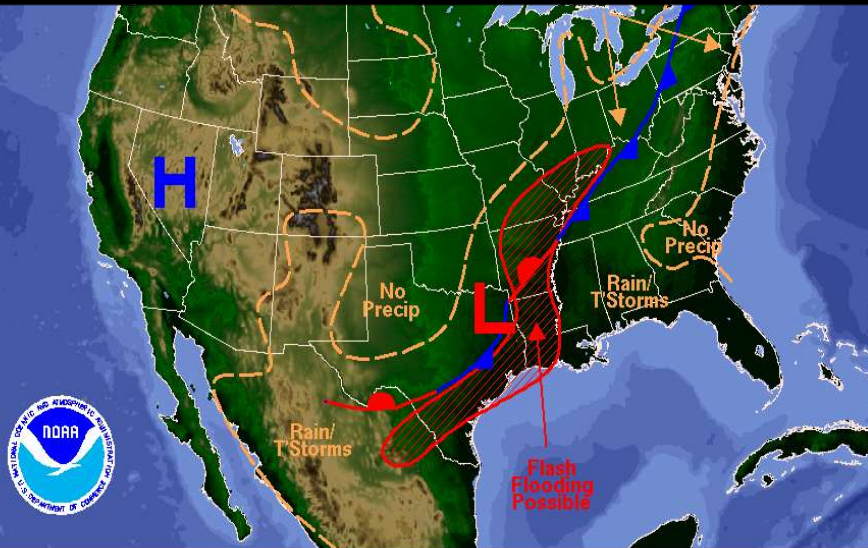 H
No
Precip
L
No
Precip
Rain/
T'Storms
Rain/
T'Storms
Flash
Flooding
Possible
NOAA
NATIONAL OCEANIC AND ATMOSPHERIC ADMINISTRATION
U.S. DEPARTMENT OF COMMERCE